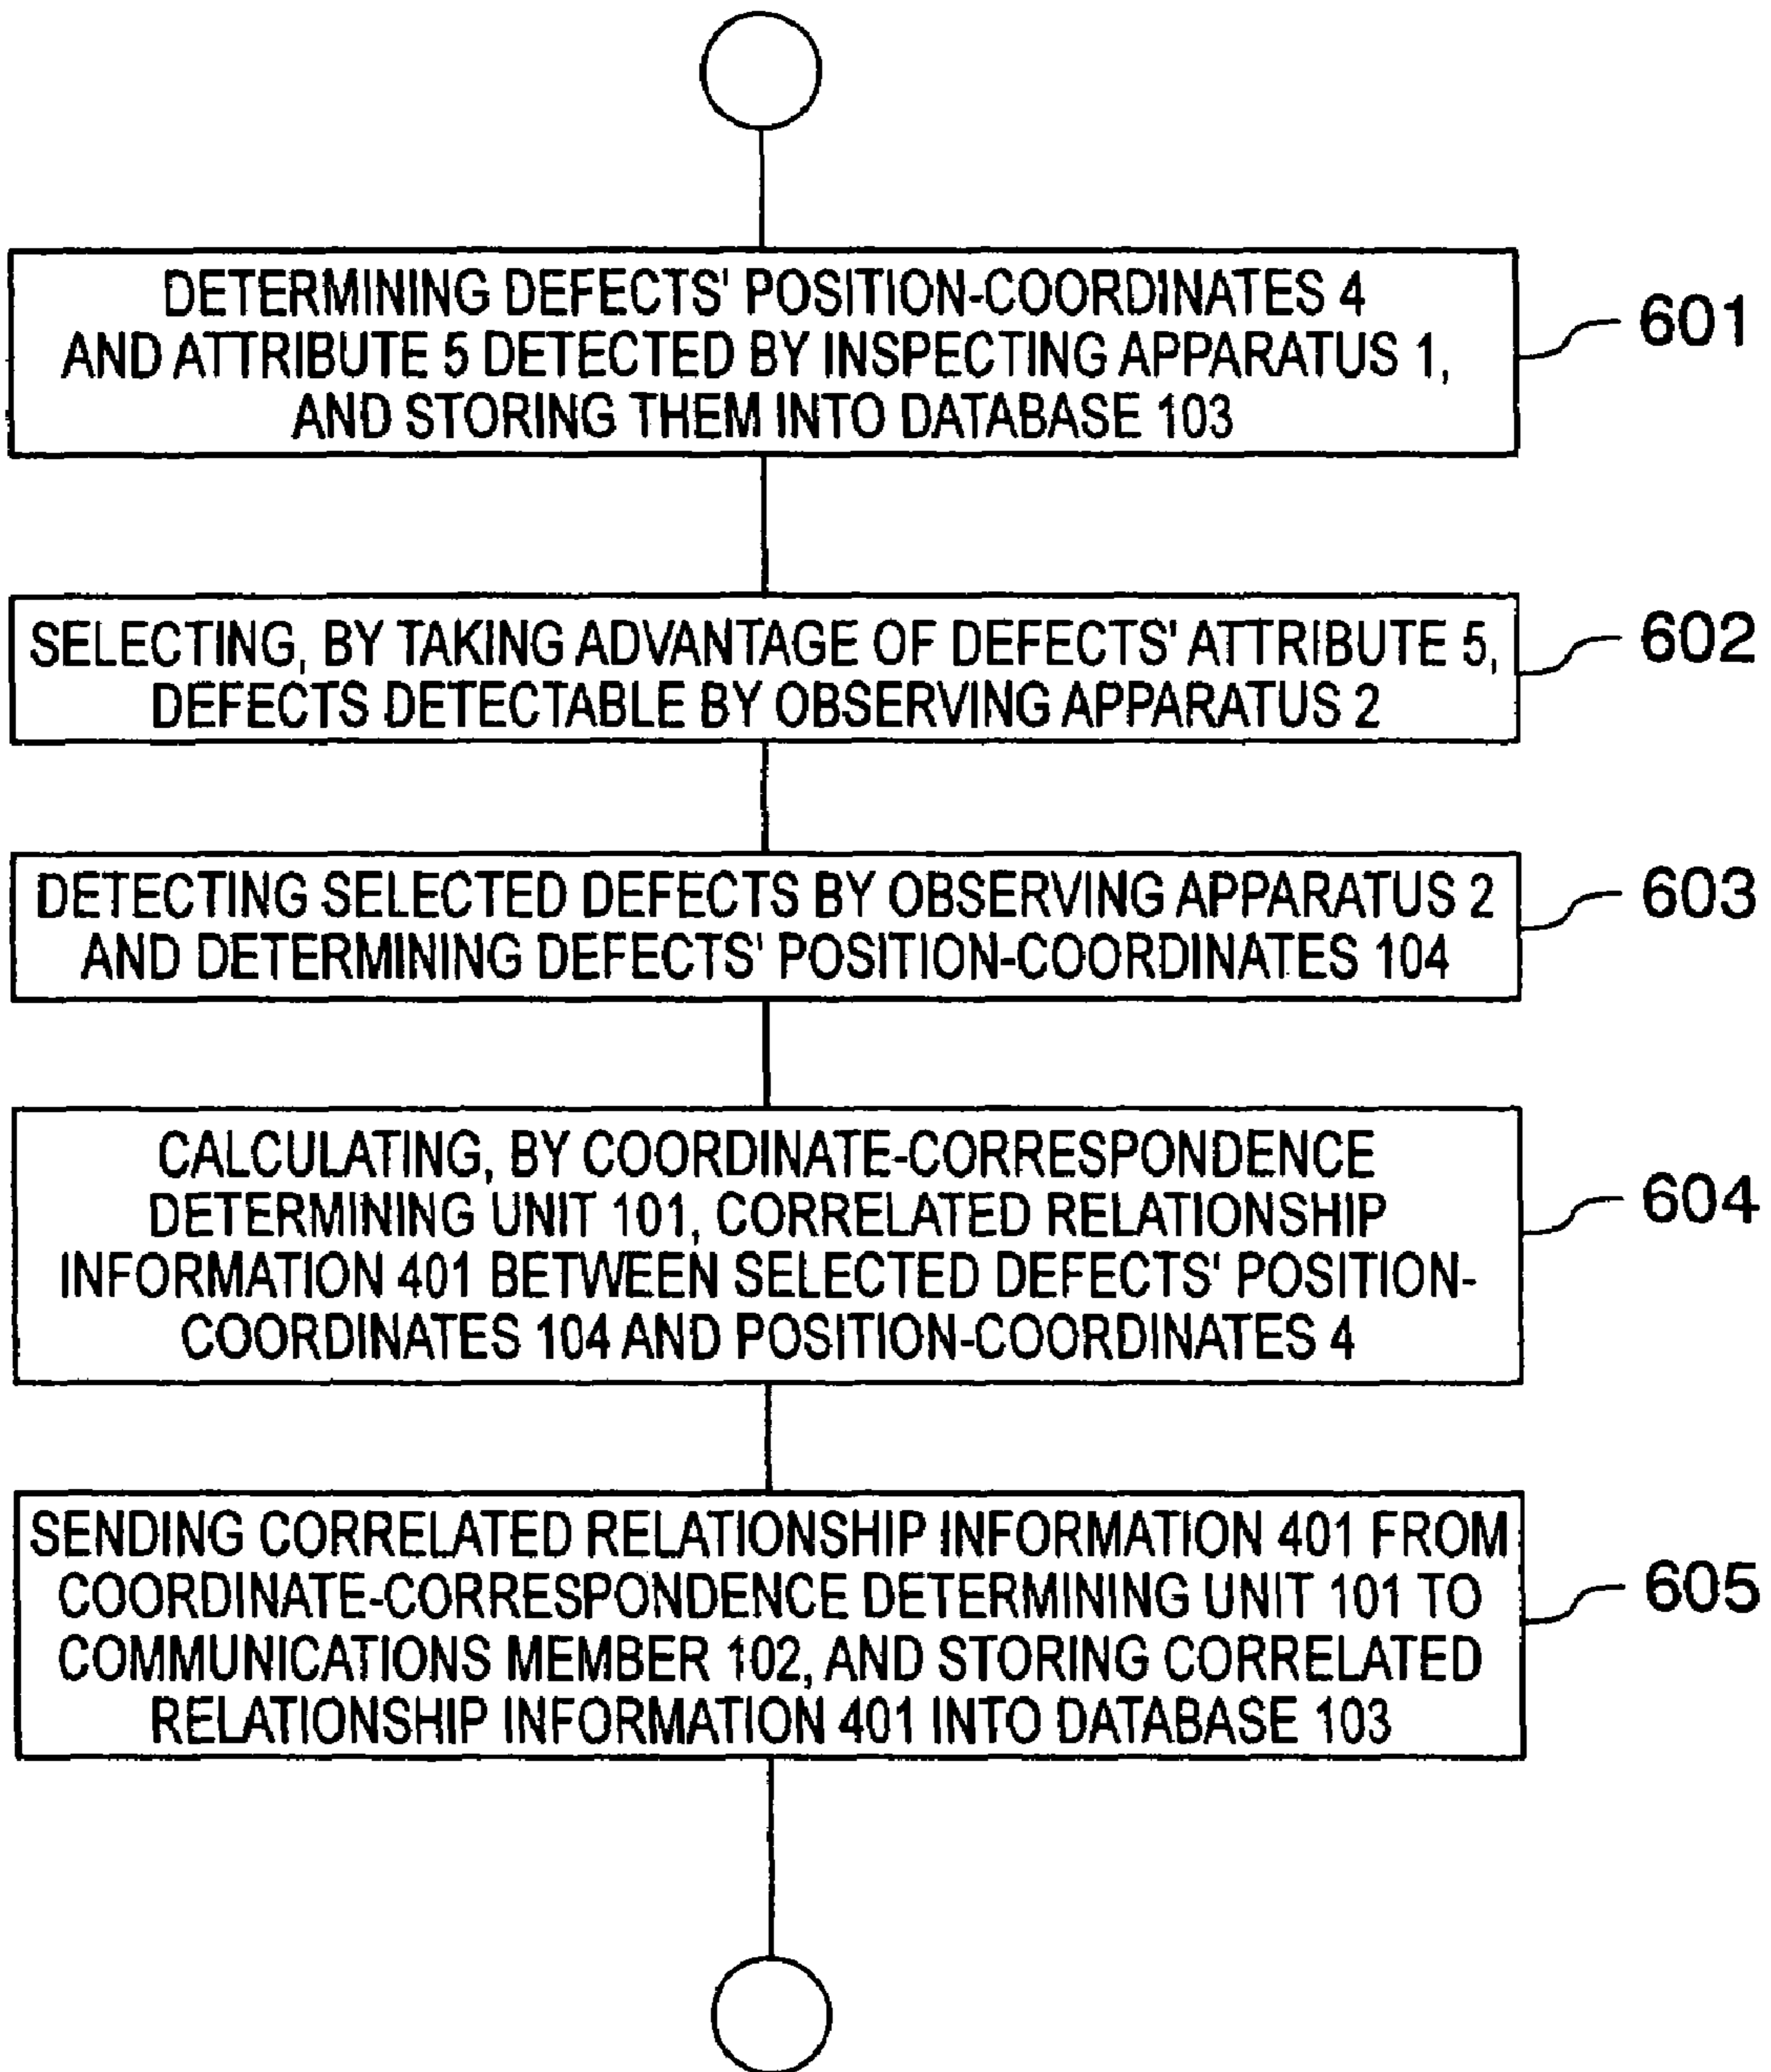 DETERMINING DEFECTS' POSITION-COORDINATES 4
AND ATTRIBUTE 5 DETECTED BY INSPECTING APPARATUS 1,
AND STORING THEM INTO DATABASE 103
601
SELECTING, BY TAKING ADVANTAGE OF DEFECTS' ATTRIBUTE 5,
DEFECTS DETECTABLE BY OBSERVING APPARATUS 2
602
DETECTING SELECTED DEFECTS BY OBSERVING APPARATUS 2
AND DETERMINING DEFECTS' POSITION-COORDINATES 104
603
CALCULATING, BY COORDINATE-CORRESPONDENCE
DETERMINING UNIT 101, CORRELATED RELATIONSHIP
INFORMATION 401 BETWEEN SELECTED DEFECTS' POSITION-
COORDINATES 104 AND POSITION-COORDINATES 4
604
SENDING CORRELATED RELATIONSHIP INFORMATION 401 FROM
COORDINATE-CORRESPONDENCE DETERMINING UNIT 101 TO
COMMUNICATIONS MEMBER 102, AND STORING CORRELATED
RELATIONSHIP INFORMATION 401 INTO DATABASE 103
605